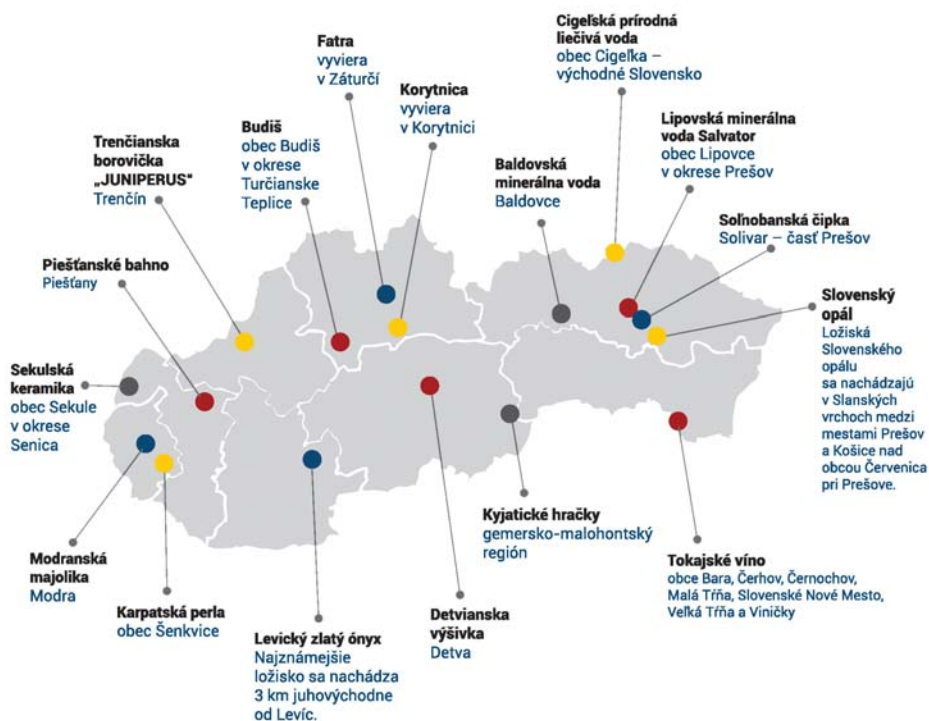 Cigeľská prírodná
liečivá voda
obec Cigeľka –
východné Slovensko
Fatra
vyviera
v Záturčí
Korytnica
vyviera
v Korytnici
Lipovská minerálna
voda Salvator
obec Lipovce
v okrese Prešov
Budiš
obec Budiš
v okrese
Turčianske
Teplice
Trenčianska
borovička
„JUNIPERUS“
Trenčín
Baldovská
minerálna voda
Baldovce
Soľnobanská čipka
Solivar – časť Prešov
Piešťanské bahno
Piešťany
Slovenský
opál
Ložiská
Slovenského
opálu
sa nachádzajú
v Slanských
vrchoch medzi
mestami Prešov
a Košice nad
obcou Červenica
pri Prešove.
Sekulská
keramika
obec Sekule
v okrese
Senica
Kyjatické hračky
gemersko-malohontský
región
Modranská
majolika
Modra
Tokajské víno
obce Bara, Čerhov, Černochov,
Malá Tŕňa, Slovenské Nové Mesto,
Veľká Tŕňa a Viničky
Karpatská perla
obec Šenkvice
Levický zlatý ónyx
Najznámejšie
ložisko sa nachádza
3 km juhovýchodne
od Levíc.
Detvianska
výšivka
Detva